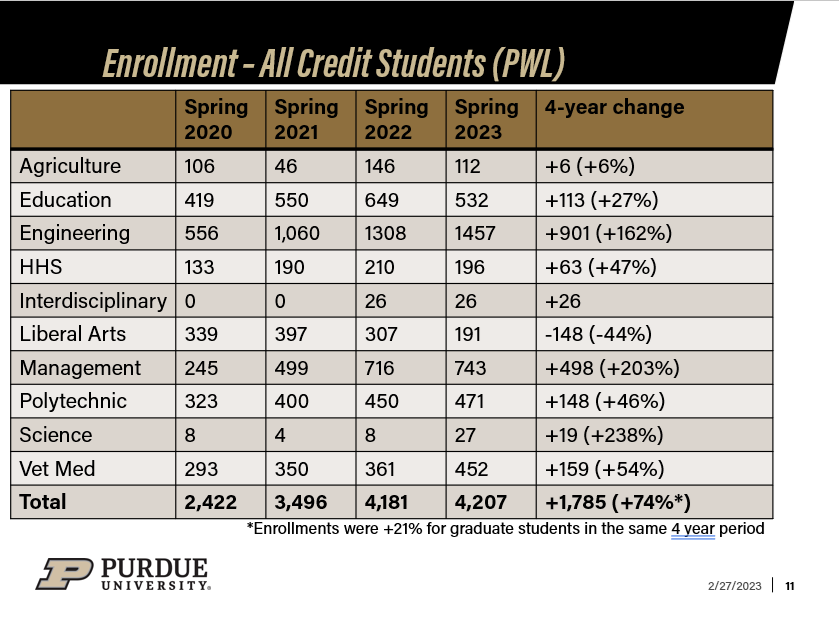 Enrollment – All Credit Students (PWL)
Spring 2020 Spring 2021 Spring 2022 Spring 2023 4-year change
Agriculture 106 46 146 112 +6 (+6%)
Education 419 550 649 532 +113 (+27%)
Engineering 556 1,060 1308 1457 +901 (+162%)
HHS 133 190 210 196 +63 (+47%)
Interdisciplinary 0 0 26 26 +26
Liberal Arts 339 397 307 191 -148 (-44%)
Management 245 499 716 743 +498 (+203%)
Polytechnic 323 400 450 471 +148 (+46%)
Science 8 4 8 27 +19 (+238%)
Vet Med 293 350 361 452 +159 (+54%)
Total 2,422 3,496 4,181 4,207 +1,785 (+74%*)
*Enrollments were +21% for graduate students in the same 4 year period
PURDUE
UNIVERSITY®
2/27/2023 11